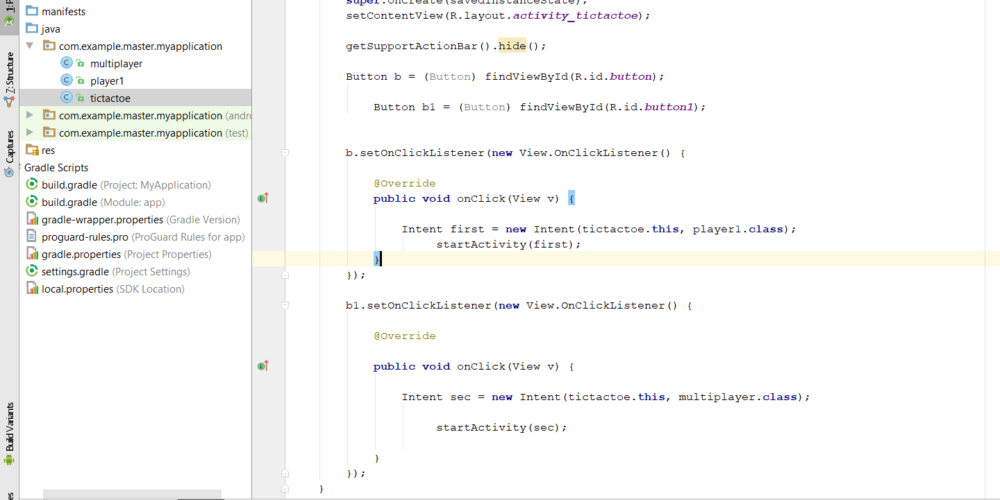 1: P
manifests
java
com.example.master.myapplication
multiplayer
player1
tictactoe
com.example.master.myapplication (andro
com.example.master.myapplication (test)
res
Gradle Scripts
build.gradle (Project: MyApplication)
build.gradle (Module: app)
gradle-wrapper.properties (Gradle Version)
proguard-rules.pro (ProGuard Rules for app)
gradle.properties (Project Properties)
settings.gradle (Project Settings)
local.properties (SDK Location)
7: Structure
Captures
Build Variants
es
super.onCreate(savedInstanceState);
setContentView(R.layout.activity_tictactoe);
getSupportActionBar().hide();
Button b = (Button) findViewById(R.id.button);
Button b1 = (Button) findViewById(R.id.button1);
b.setOnClickListener(new View.OnClickListener() {
@Override
public void onClick(View v) {
Intent first = new Intent(tictactoe.this, player1.class);
startActivity(first);
}
});
b1.setOnClickListener(new View.OnClickListener() {
@Override
public void onClick(View v) {
Intent sec = new Intent(tictactoe.this, multiplayer.class);
startActivity(sec);
}
});
}